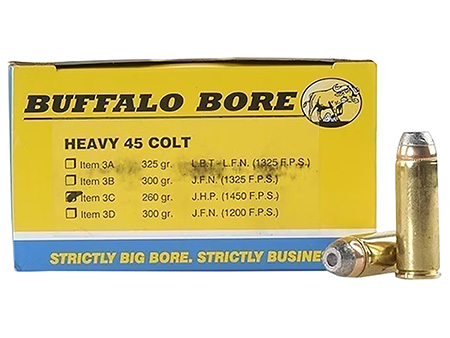 BUFFALO BORE
HEAVY 45 COLT
Item 3A 325 gr. L.B.T - L.F.N. (1325 F.P.S.)
Item 3B 300 gr. J.F.N. (1325 F.P.S.)
Item 3C 260 gr. J.H.P. (1450 F.P.S.)
Item 3D 300 gr. J.F.N. (1200 F.P.S.)
STRICTLY BIG BORE. STRICTLY BUSINE